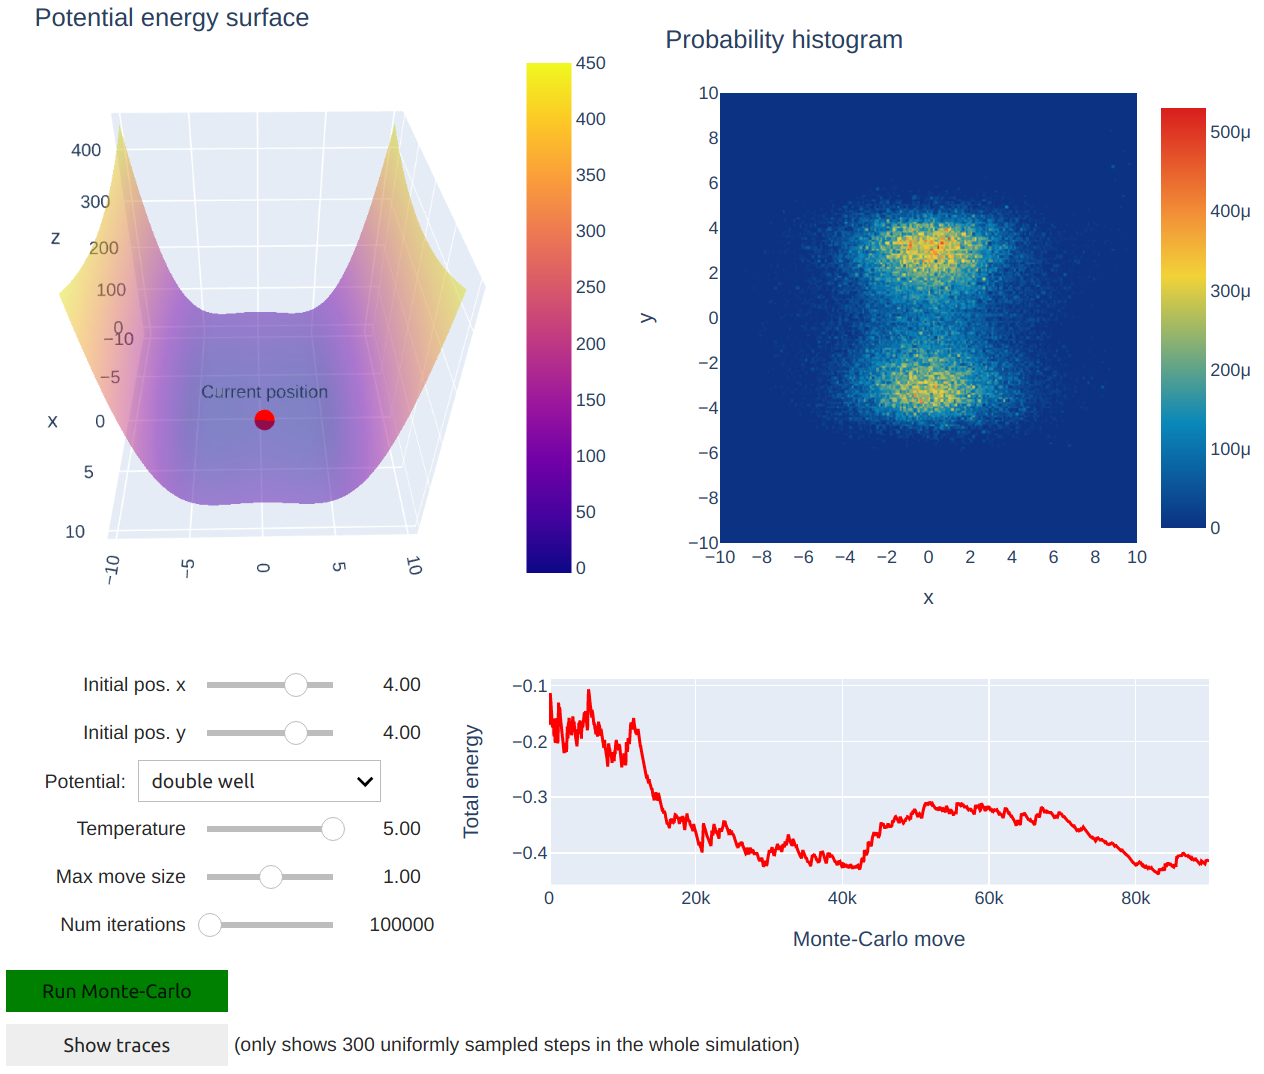 Potential energy surface
450
400
350
300
250
200
150
100
50
0
400
300
z
200
100
0
−10
−5
Current position
x
0
5
10
−10
−5
0
5
10
Probability histogram
10
8
6
4
2
0
−2
−4
−6
−8
−10
y
−10
−8
−6
−4
−2
0
2
4
6
8
10
x
500μ
400μ
300μ
200μ
100μ
0
Initial pos. x 4.00
Initial pos. y 4.00
Potential: double well
Temperature 5.00
Max move size 1.00
Num iterations 100000
Total energy
−0.1
−0.2
−0.3
−0.4
0 20k 40k 60k 80k
Monte-Carlo move
Run Monte-Carlo
Show traces (only shows 300 uniformly sampled steps in the whole simulation)